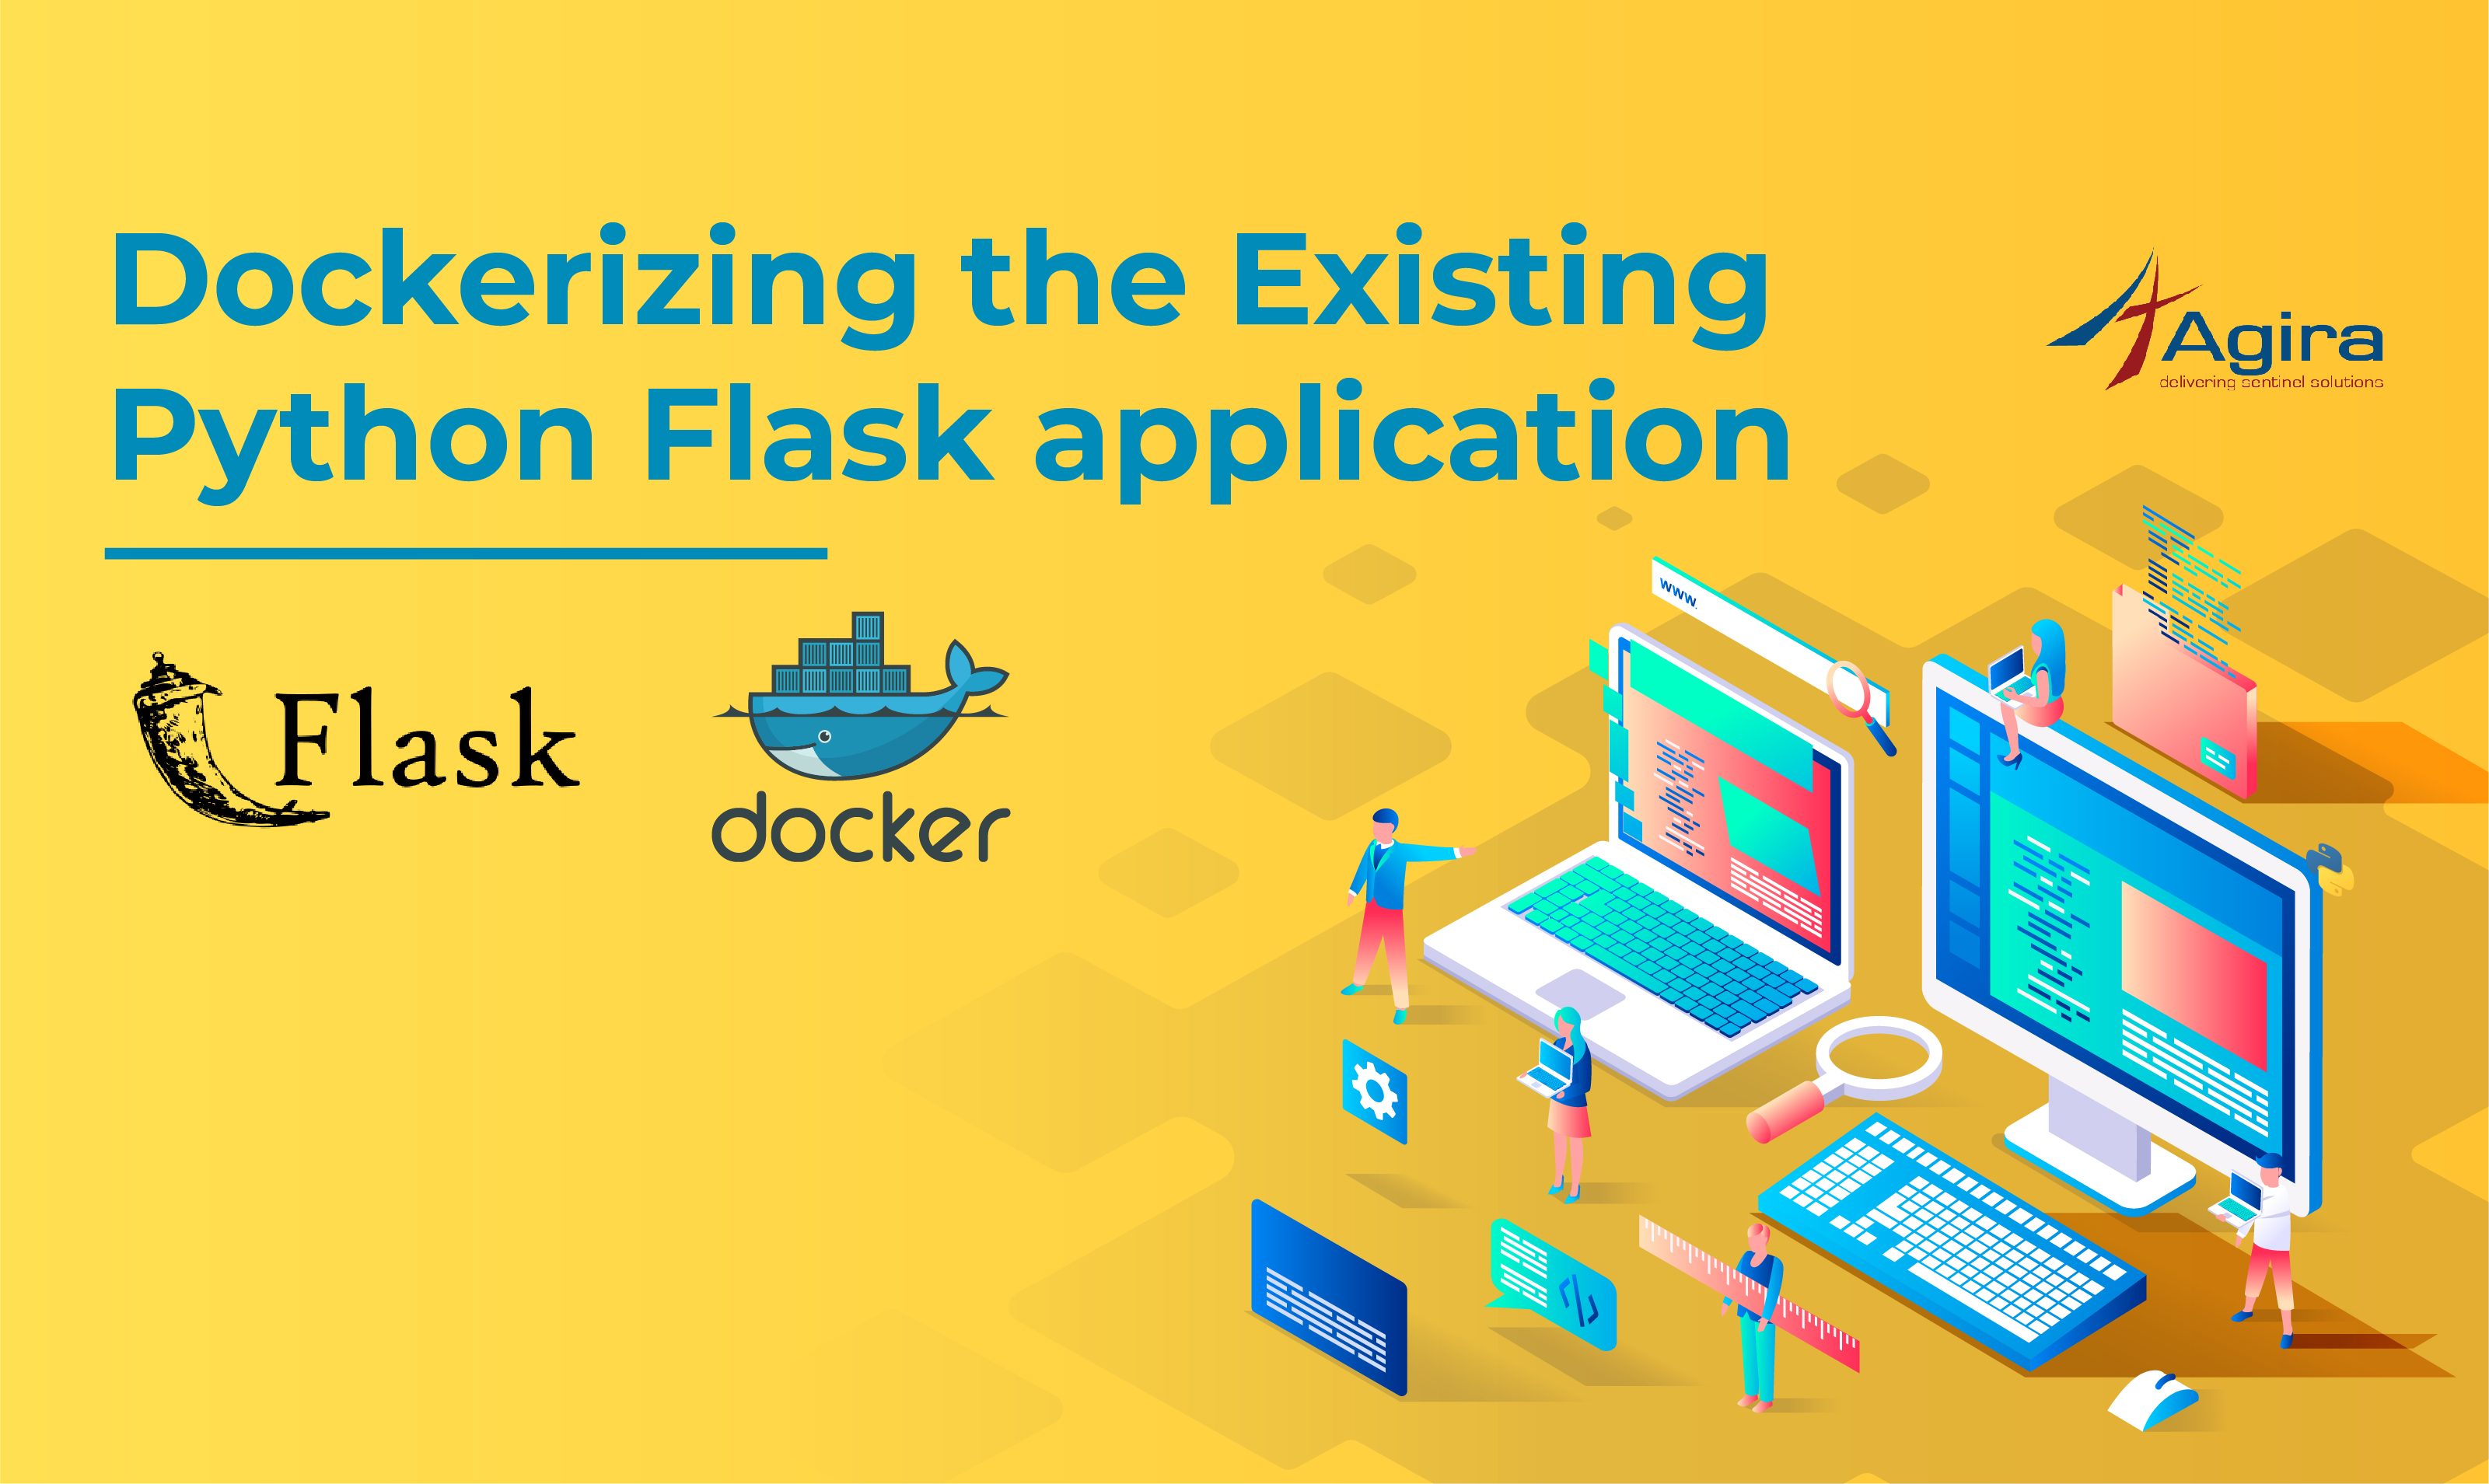 Dockerizing the Existing
Python Flask application
Agira
delivering sentinel solutions
Flask
docker
www.